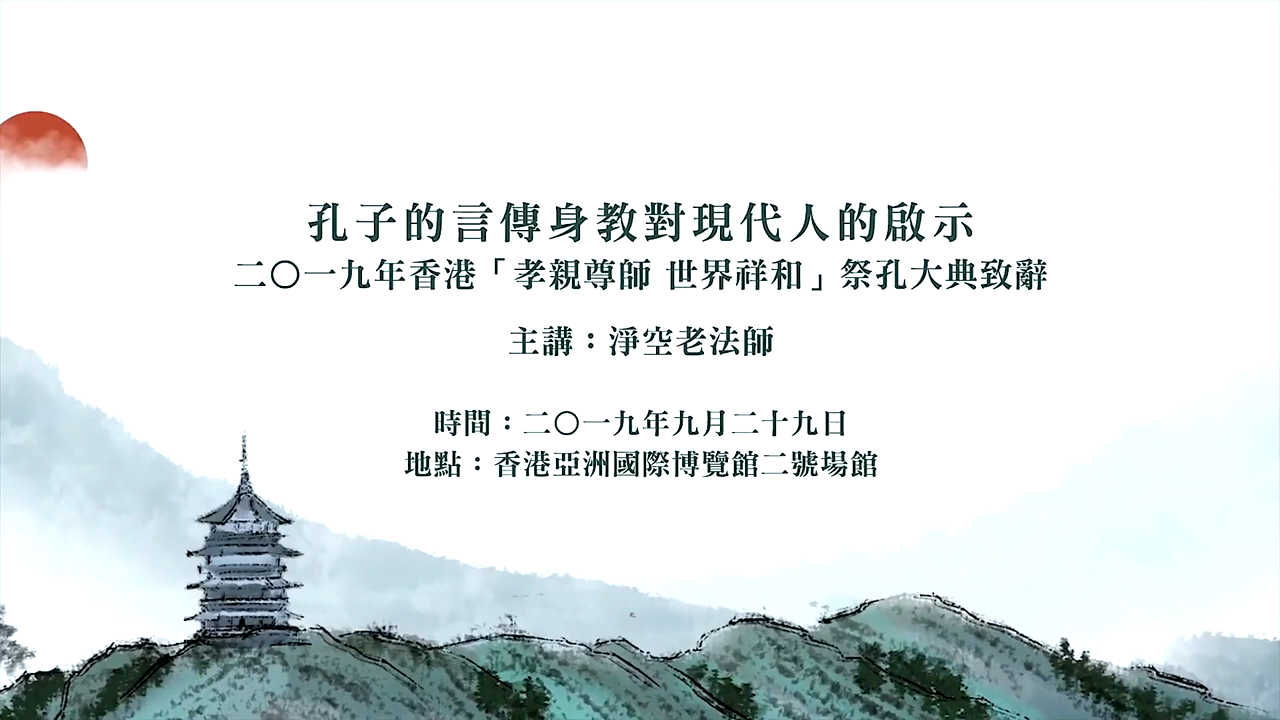 孔子的言傳身教對現代人的啟示
二〇一九年香港「孝親尊師 世界祥和」祭孔大典致辭
主講：淨空老法師
時間：二〇一九年九月二十九日
地點：香港亞洲國際博覽館二號場館